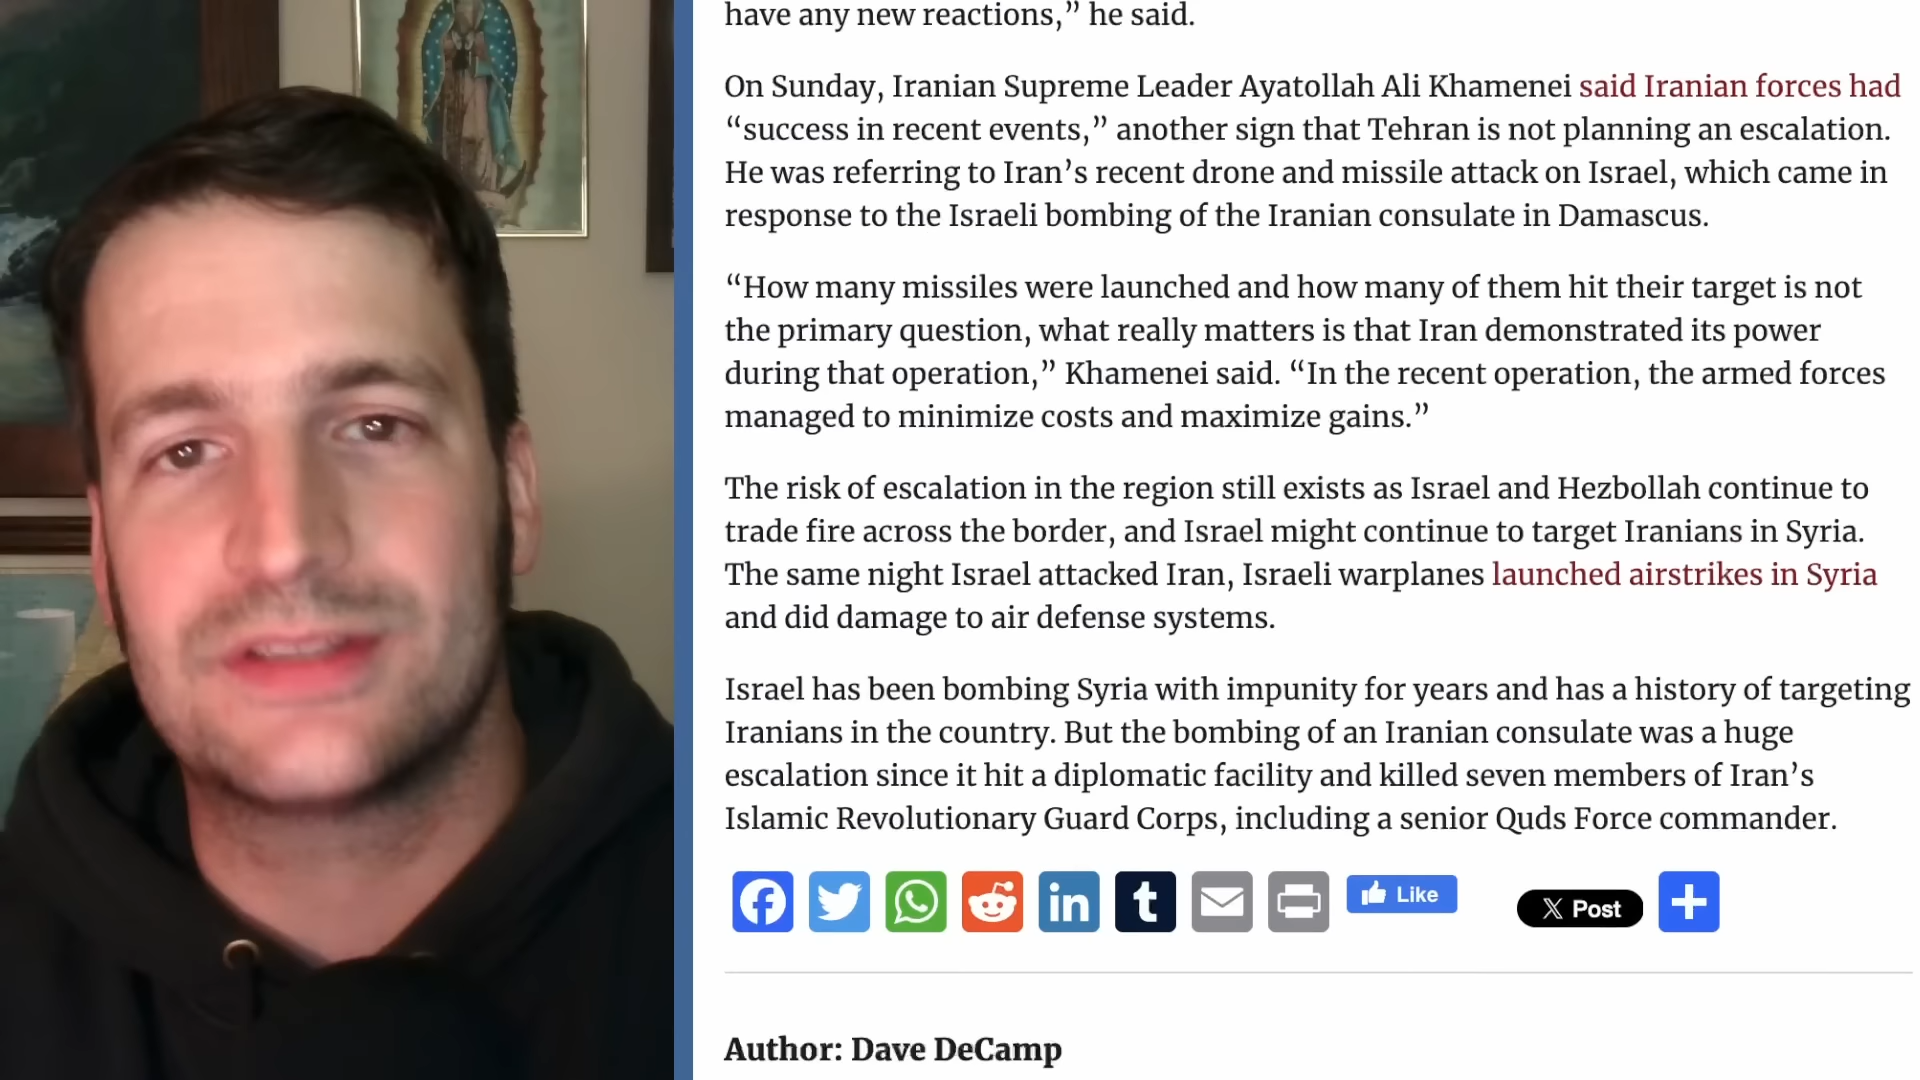 have any new reactions,” he said.
On Sunday, Iranian Supreme Leader Ayatollah Ali Khamenei said Iranian forces had
“success in recent events,” another sign that Tehran is not planning an escalation.
He was referring to Iran’s recent drone and missile attack on Israel, which came in
response to the Israeli bombing of the Iranian consulate in Damascus.
“How many missiles were launched and how many of them hit their target is not
the primary question, what really matters is that Iran demonstrated its power
during that operation,” Khamenei said. “In the recent operation, the armed forces
managed to minimize costs and maximize gains.”
The risk of escalation in the region still exists as Israel and Hezbollah continue to
trade fire across the border, and Israel might continue to target Iranians in Syria.
The same night Israel attacked Iran, Israeli warplanes launched airstrikes in Syria
and did damage to air defense systems.
Israel has been bombing Syria with impunity for years and has a history of targeting
Iranians in the country. But the bombing of an Iranian consulate was a huge
escalation since it hit a diplomatic facility and killed seven members of Iran’s
Islamic Revolutionary Guard Corps, including a senior Quds Force commander.
Like
X Post
Author: Dave DeCamp